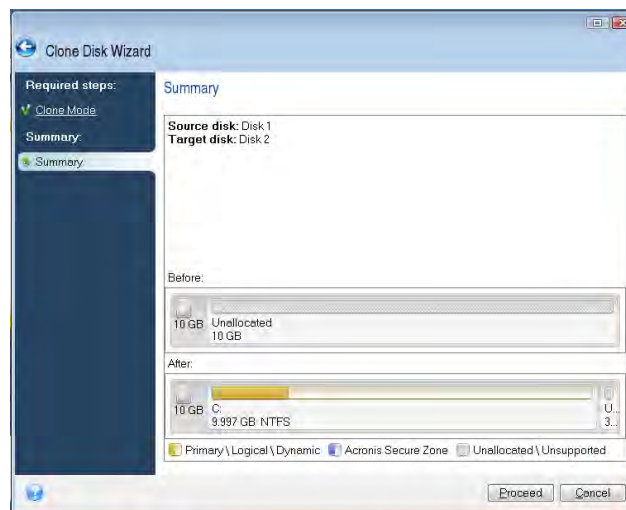 Clone Disk Wizard
Required steps:
Clone Mode
Summary:
Summary
Summary
Source disk: Disk 1
Target disk: Disk 2
Before:
10 GB
Unallocated
10 GB
After:
10 GB
C:
9.997 GB NTFS
U...
3...
Primary \ Logical \ Dynamic
Acronis Secure Zone
Unallocated \ Unsupported
Proceed
Cancel